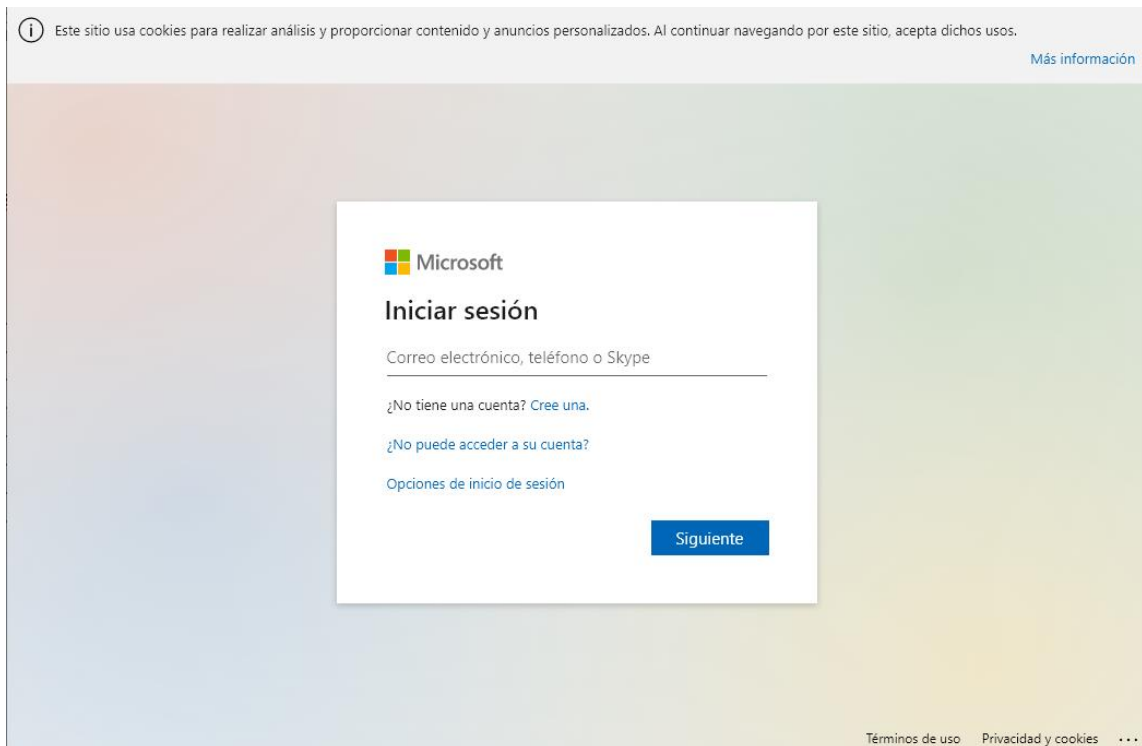 Este sitio usa cookies para realizar análisis y proporcionar contenido y anuncios personalizados. Al continuar navegando por este sitio, acepta dichos usos.
Más información
Microsoft
Iniciar sesión
Correo electrónico, teléfono o Skype
¿No tiene una cuenta? Cree una.
¿No puede acceder a su cuenta?
Opciones de inicio de sesión
Siguiente
Términos de uso Privacidad y cookies ...